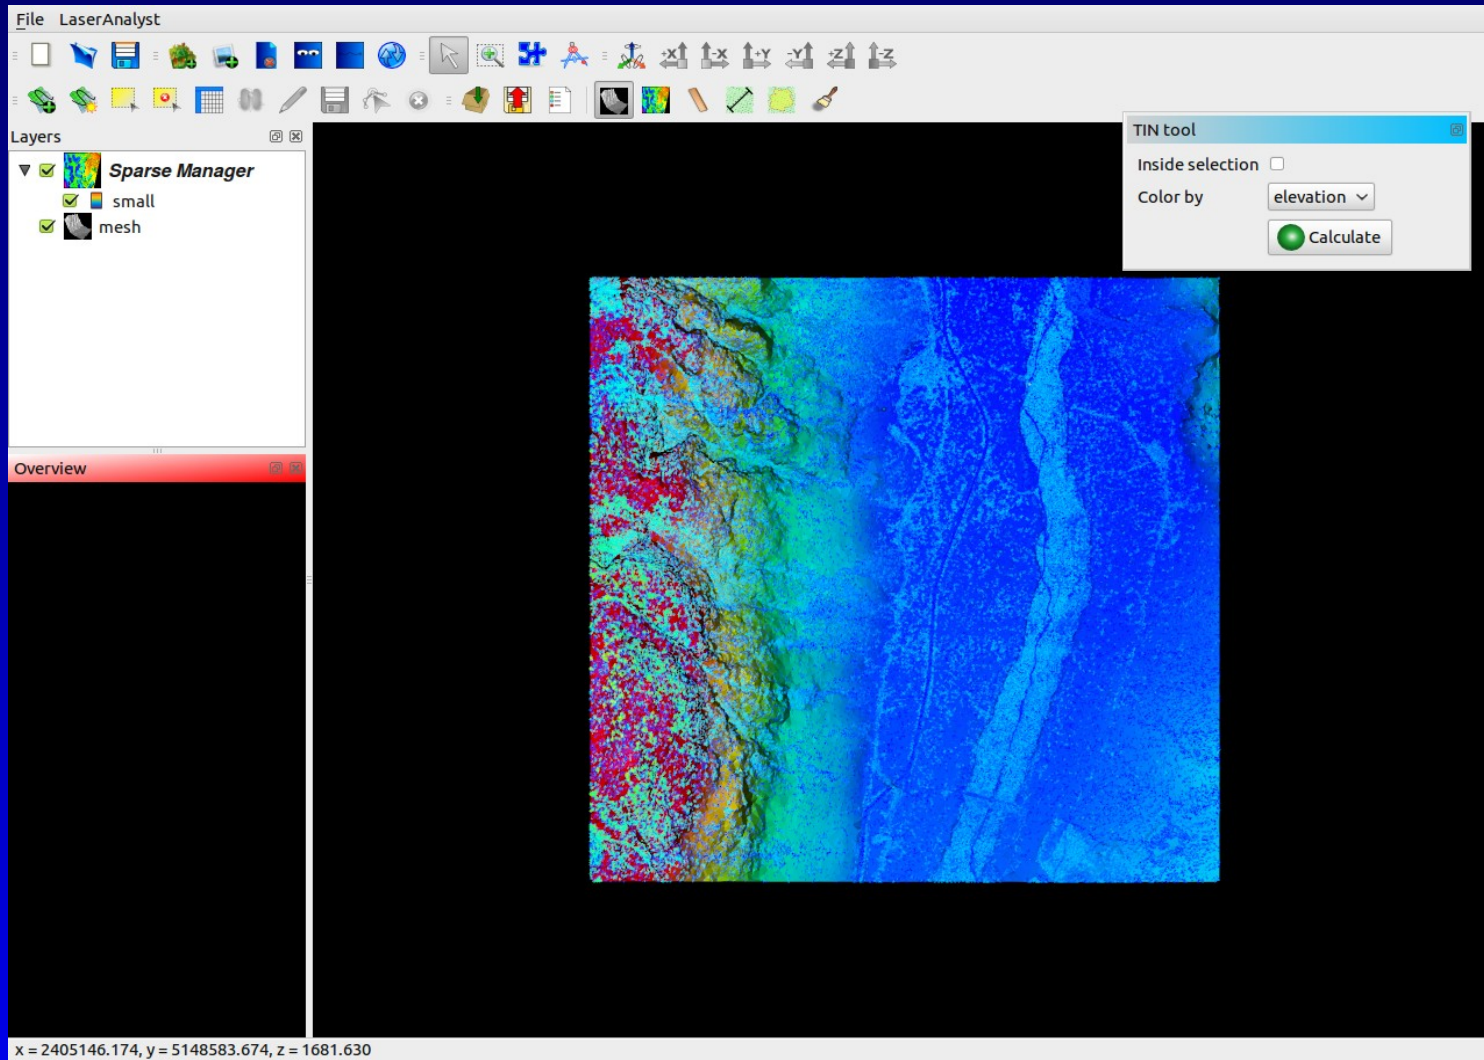 File LaserAnalyst
+X -X +Y -Y +Z -Z
Layers
Sparse Manager
small
mesh
Overview
TIN tool
Inside selection
Color by elevation
Calculate
x = 2405146.174, y = 5148583.674, z = 1681.630